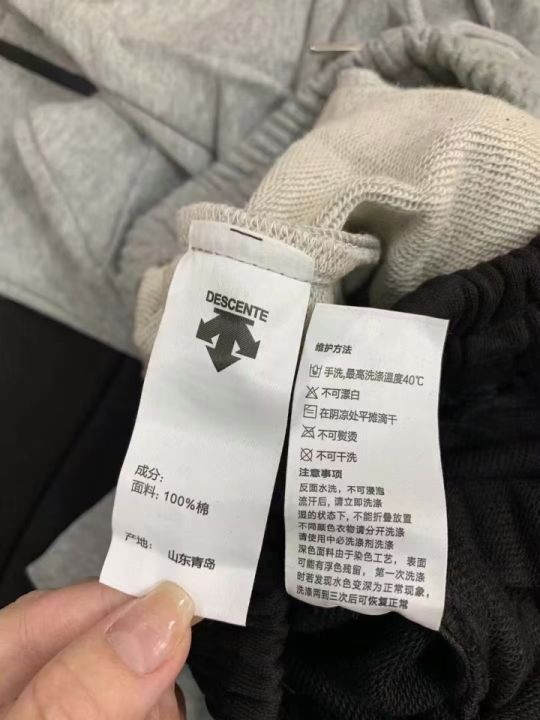 DESCENTE
成分:
面料: 100%棉
产地: 山东青岛
维护方法
手洗,最高洗涤温度40℃
不可漂白
在阴凉处平摊滴干
不可熨烫
不可干洗
注意事项
反面水洗,不可浸泡
流汗后,请立即洗涤
湿的状态下,不能折叠放置
不同颜色衣物请分开洗涤
请使用中必洗涤剂洗涤
深色面料由于染色工艺,表面
可能有浮色残留,第一次洗涤
时若发现水色变深为正常现象,
洗涤两到三次后可恢复正常